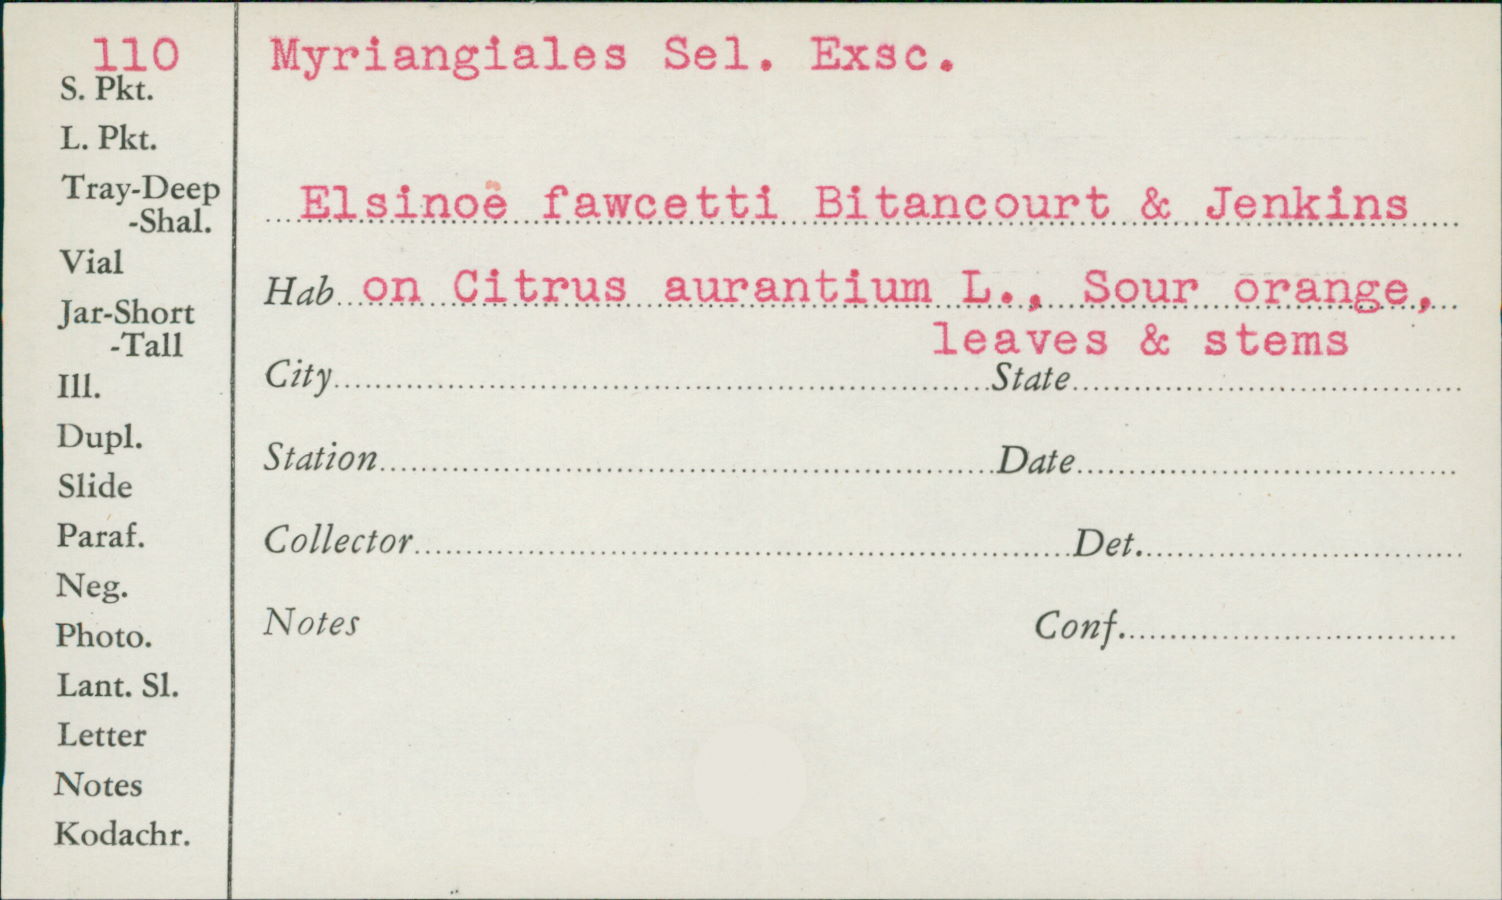 110
S. Pkt.
L. Pkt.
Tray-Deep
-Shal.
Vial
Jar-Short
-Tall
Ill.
Dupl.
Slide
Paraf.
Neg.
Photo.
Lant. Sl.
Letter
Notes
Kodachr.
Myriangiales Sel. Exsc.
Elsinoë fawcetti Bitancourt & Jenkins
Hab on Citrus aurantium L., Sour orange,
leaves & stems
City State
Station Date
Collector Det.
Notes Conf.